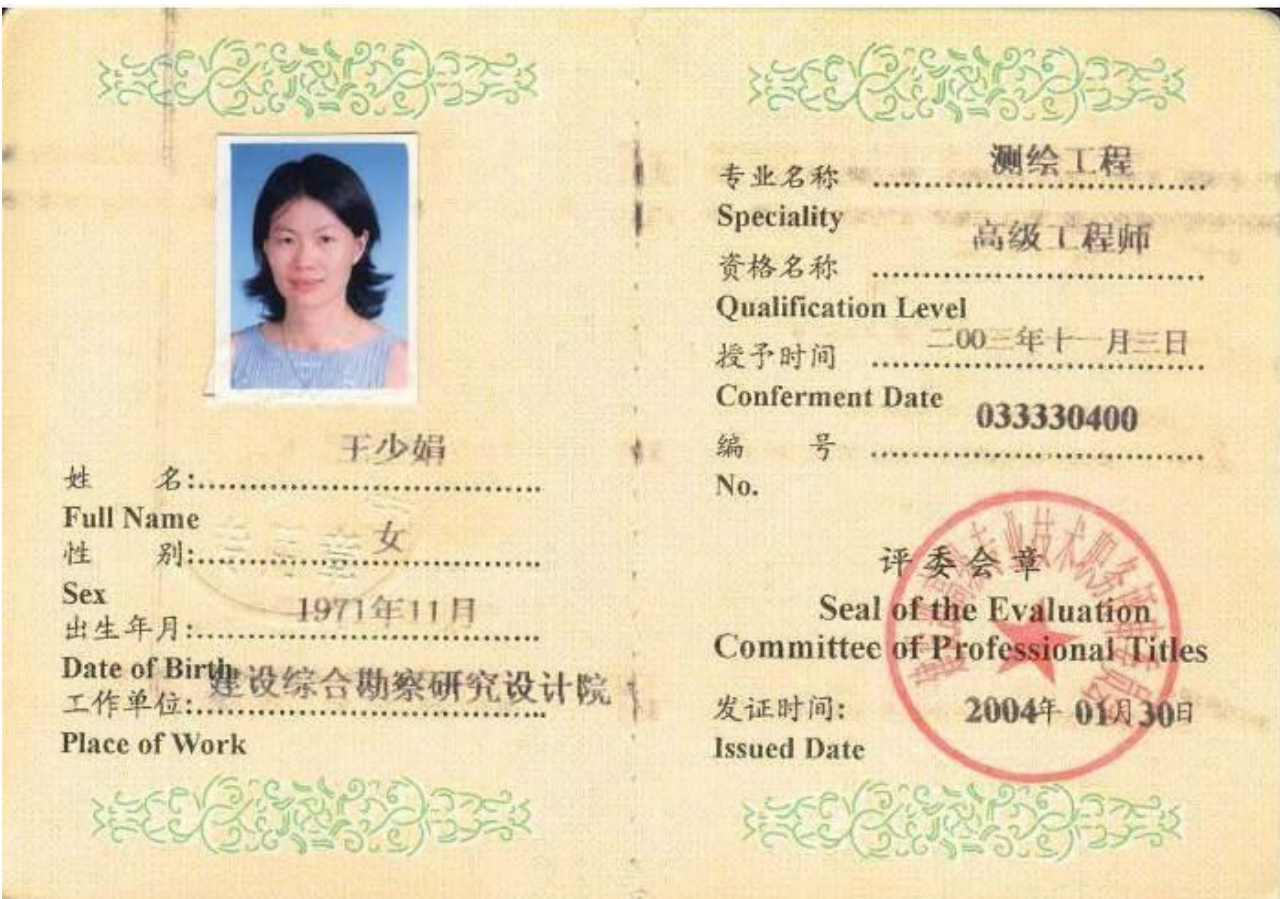 王少娟
姓 名:
Full Name
女
性 别:
Sex
1971年11月
出生年月:
Date of Birth
建设综合勘察研究设计院
工作单位:
Place of Work
测绘工程
专业名称
Speciality
高级工程师
资格名称
Qualification Level
二00三年十一月三日
授予时间
Conferment Date
033330400
编 号
No.
评委会章
Seal of the Evaluation
Committee of Professional Titles
发证时间: 2004年 01月30日
Issued Date